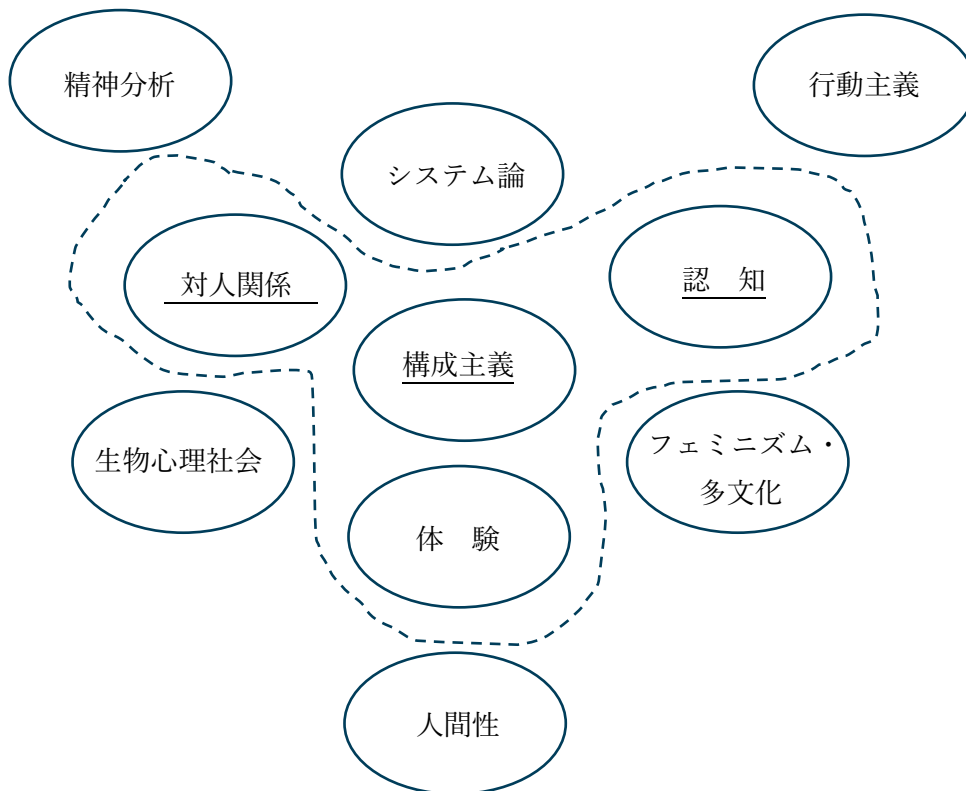 精神分析
行動主義
システム論
対人関係
認　知
構成主義
生物心理社会
フェミニズム・
多文化
体　験
人間性